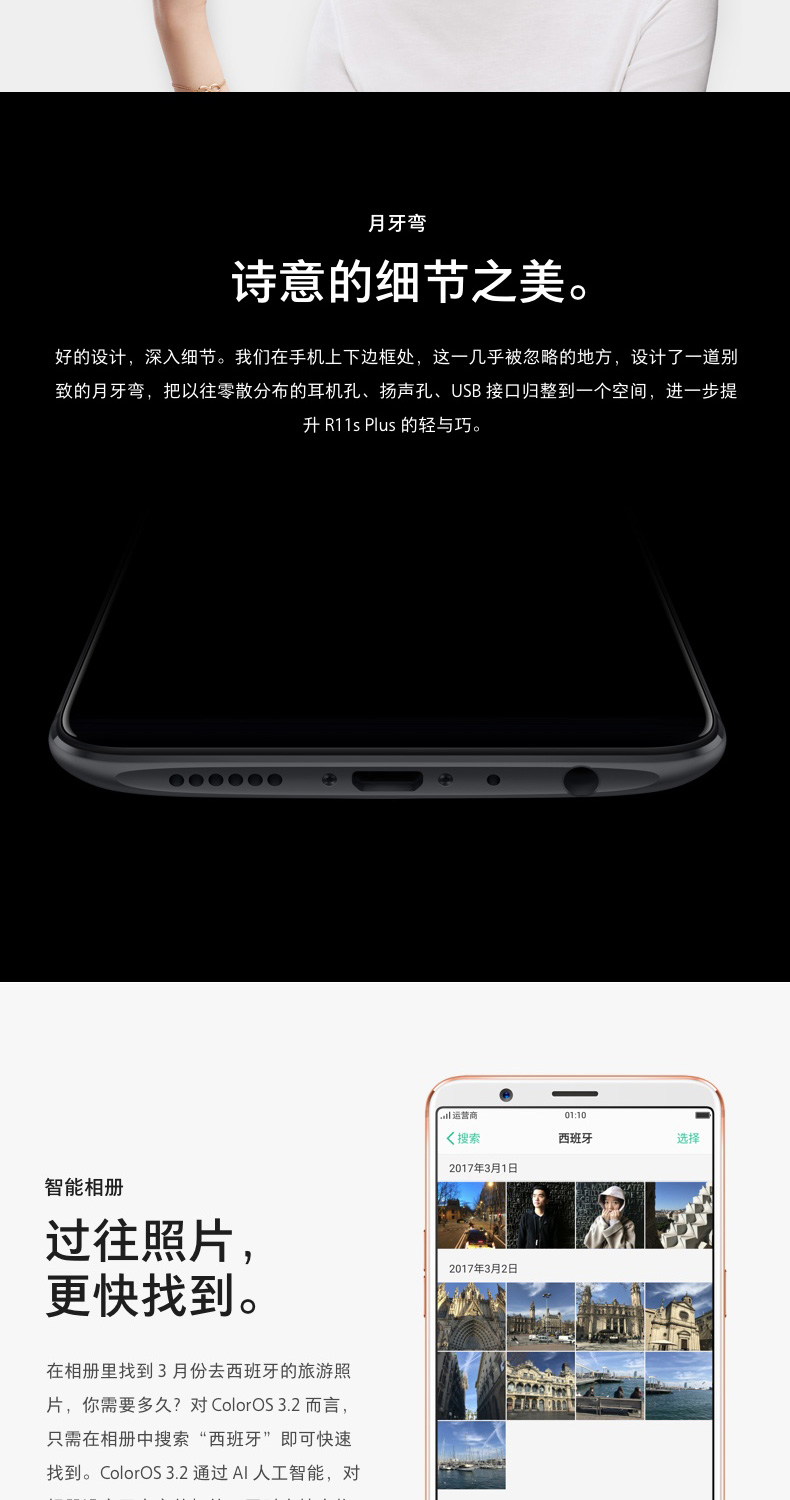 月牙弯
诗意的细节之美。
好的设计，深入细节。我们在手机上下边框处，这一几乎被忽略的地方，设计了一道别
致的月牙弯，把以往零散分布的耳机孔、扬声孔、USB 接口归整到一个空间，进一步提
升 R11s Plus 的轻与巧。
运营商 01:10
搜索 西班牙 选择
2017年3月1日
2017年3月2日
智能相册
过往照片，
更快找到。
在相册里找到 3 月份去西班牙的旅游照
片，你需要多久？对 ColorOS 3.2 而言，
只需在相册中搜索“西班牙”即可快速
找到。ColorOS 3.2 通过 AI 人工智能，对